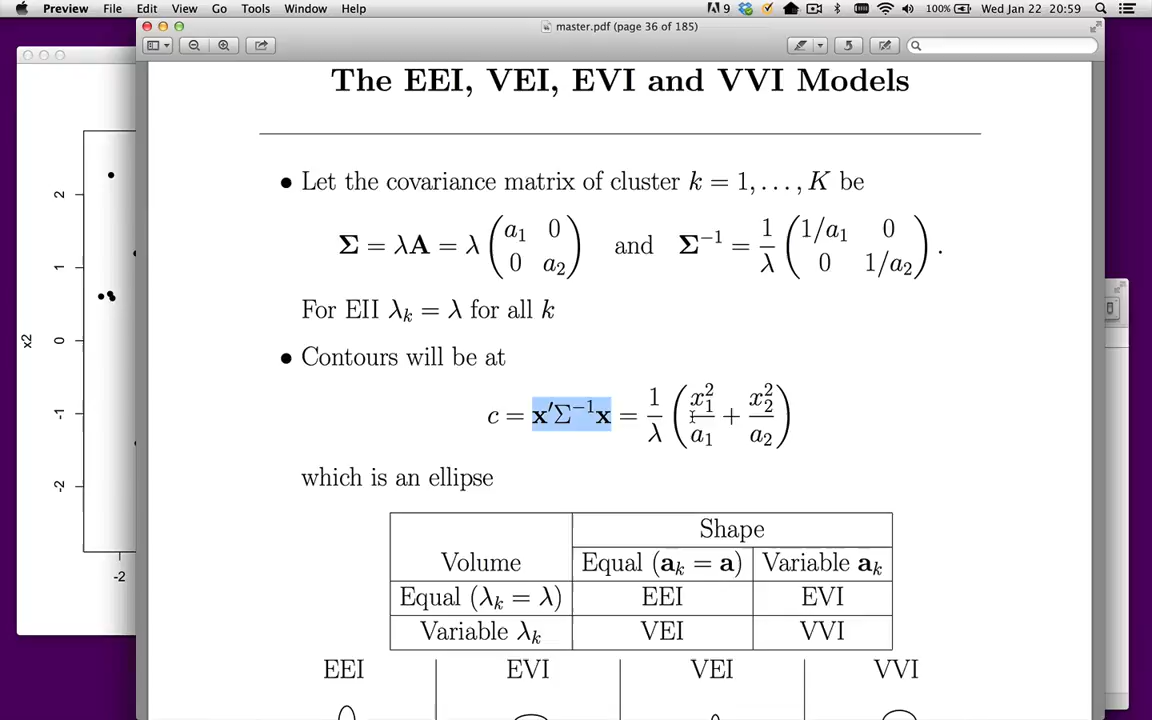 Preview File Edit View Go Tools Window Help 9 100% Wed Jan 22 20:59
master.pdf (page 36 of 185)
The EEI, VEI, EVI and VVI Models
• Let the covariance matrix of cluster k = 1, . . . , K be
Σ = λA = λ (a₁ 0 0 a₂) and Σ⁻¹ = 1/λ (1/a₁ 0 0 1/a₂) .
For EII λₖ = λ for all k
• Contours will be at
c = x′Σ⁻¹x = 1/λ (x₁²/a₁ + x₂²/a₂)
which is an ellipse
Shape
Volume Equal (aₖ = a) Variable aₖ
Equal (λₖ = λ) EEI EVI
Variable λₖ VEI VVI
EEI EVI VEI VVI
x2
2
1
0
-1
-2
-2